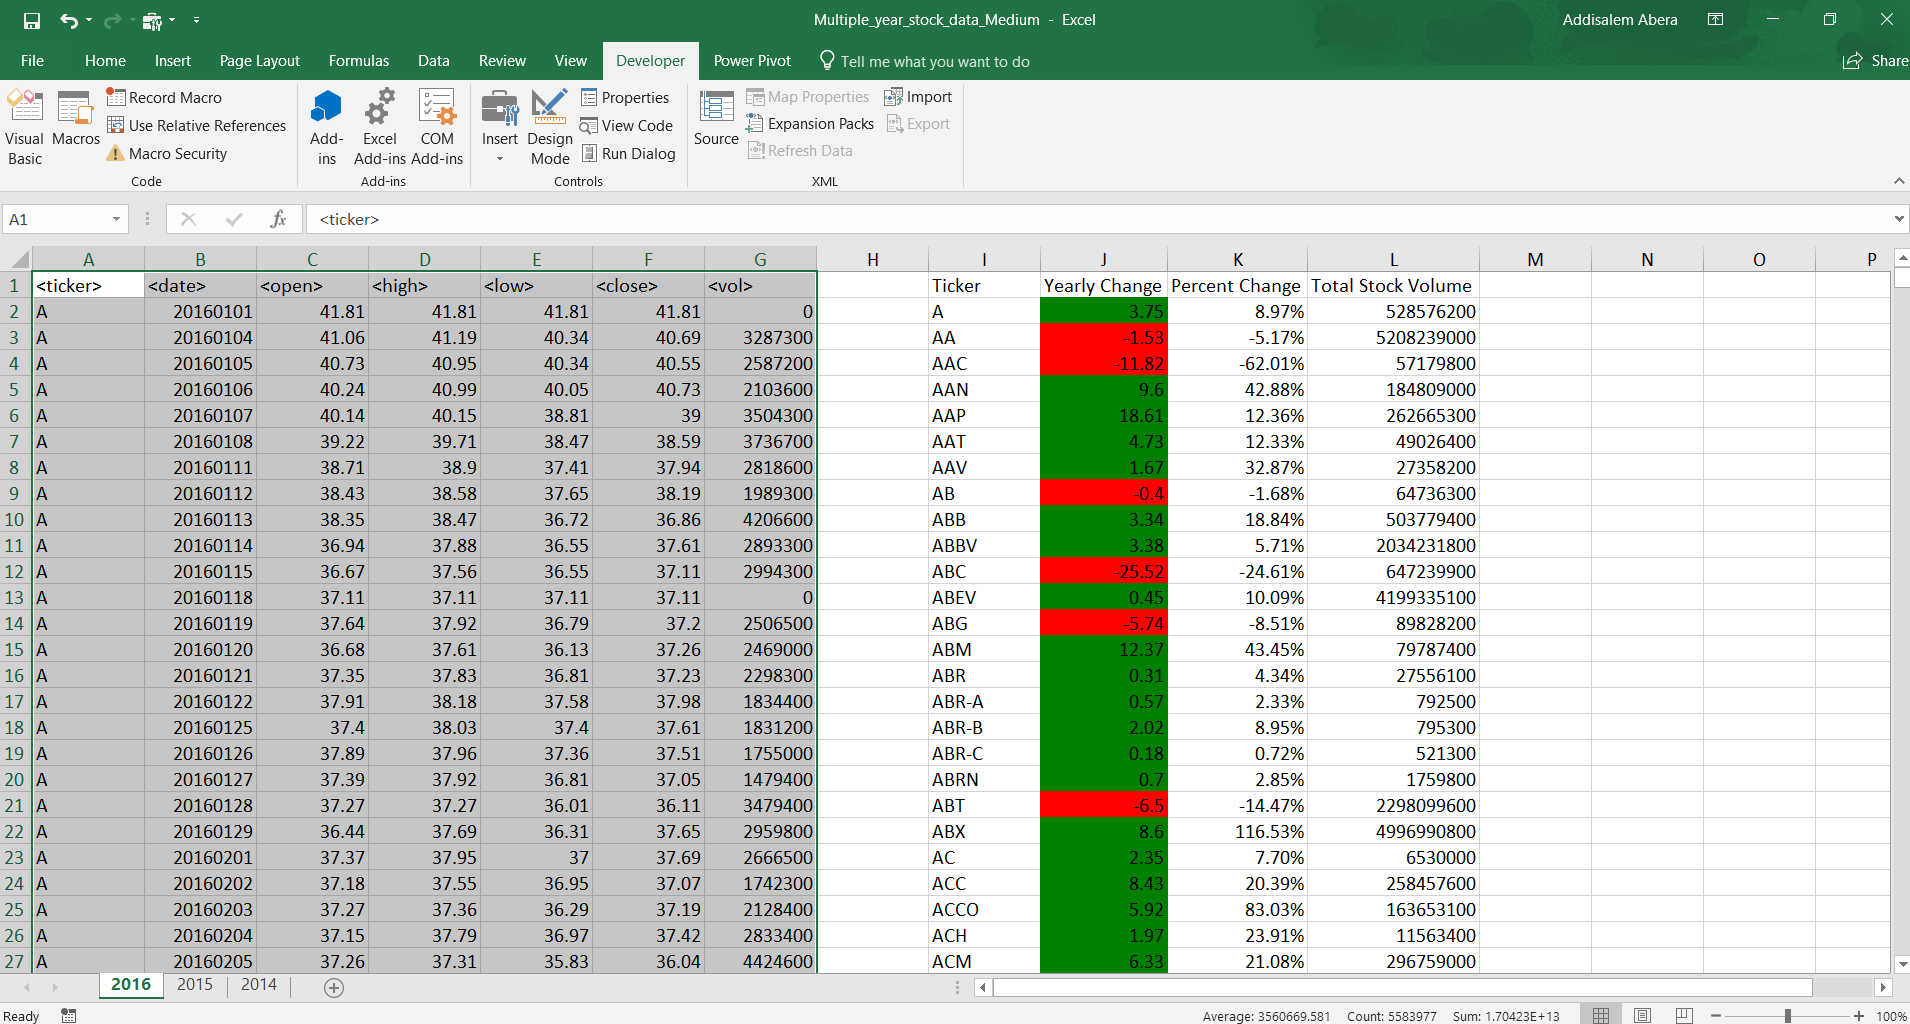 Multiple_year_stock_data_Medium - Excel
Addisalem Abera
File Home Insert Page Layout Formulas Data Review View Developer Power Pivot Tell me what you want to do Share
Visual Basic
Macros
Record Macro
Use Relative References
Macro Security
Code
Add-ins
Excel Add-ins
COM Add-ins
Add-ins
Insert
Design Mode
Properties
View Code
Run Dialog
Controls
Source
Map Properties
Expansion Packs
Refresh Data
Import
Export
XML
A1 fx <ticker>
A B C D E F G H I J K L M N O P
1 <ticker> <date> <open> <high> <low> <close> <vol> Ticker Yearly Change Percent Change Total Stock Volume
2 A 20160101 41.81 41.81 41.81 41.81 0 A 3.75 8.97% 528576200
3 A 20160104 41.06 41.19 40.34 40.69 3287300 AA -1.53 -5.17% 5208239000
4 A 20160105 40.73 40.95 40.34 40.55 2587200 AAC -11.82 -62.01% 57179800
5 A 20160106 40.24 40.99 40.05 40.73 2103600 AAN 9.6 42.88% 184809000
6 A 20160107 40.14 40.15 38.81 39 3504300 AAP 18.61 12.36% 262665300
7 A 20160108 39.22 39.71 38.47 38.59 3736700 AAT 4.73 12.33% 49026400
8 A 20160111 38.71 38.9 37.41 37.94 2818600 AAV 1.67 32.87% 27358200
9 A 20160112 38.43 38.58 37.65 38.19 1989300 AB -0.4 -1.68% 64736300
10 A 20160113 38.35 38.47 36.72 36.86 4206600 ABB 3.34 18.84% 503779400
11 A 20160114 36.94 37.88 36.55 37.61 2893300 ABBV 3.38 5.71% 2034231800
12 A 20160115 36.67 37.56 36.55 37.11 2994300 ABC -25.52 -24.61% 647239900
13 A 20160118 37.11 37.11 37.11 37.11 0 ABEV 0.45 10.09% 4199335100
14 A 20160119 37.64 37.92 36.79 37.2 2506500 ABG -5.74 -8.51% 89828200
15 A 20160120 36.68 37.61 36.13 37.26 2469000 ABM 12.37 43.45% 79787400
16 A 20160121 37.35 37.83 36.81 37.23 2298300 ABR 0.31 4.34% 27556100
17 A 20160122 37.91 38.18 37.58 37.98 1834400 ABR-A 0.57 2.33% 792500
18 A 20160125 37.4 38.03 37.4 37.61 1831200 ABR-B 2.02 8.95% 795300
19 A 20160126 37.89 37.96 37.36 37.51 1755000 ABR-C 0.18 0.72% 521300
20 A 20160127 37.39 37.92 36.81 37.05 1479400 ABRN 0.7 2.85% 1759800
21 A 20160128 37.27 37.27 36.01 36.11 3479400 ABT -6.5 -14.47% 2298099600
22 A 20160129 36.44 37.69 36.31 37.65 2959800 ABX 8.6 116.53% 4996990800
23 A 20160201 37.37 37.95 37 37.69 2666500 AC 2.35 7.70% 6530000
24 A 20160202 37.18 37.55 36.95 37.07 1742300 ACC 8.43 20.39% 258457600
25 A 20160203 37.27 37.36 36.29 37.19 2128400 ACCO 5.92 83.03% 163653100
26 A 20160204 37.15 37.79 36.97 37.42 2833400 ACH 1.97 23.91% 11563400
27 A 20160205 37.26 37.31 35.83 36.04 4424600 ACM 6.33 21.08% 296759000
2016 2015 2014
Ready Average: 3560669.581 Count: 5583977 Sum: 1.70423E+13 100%